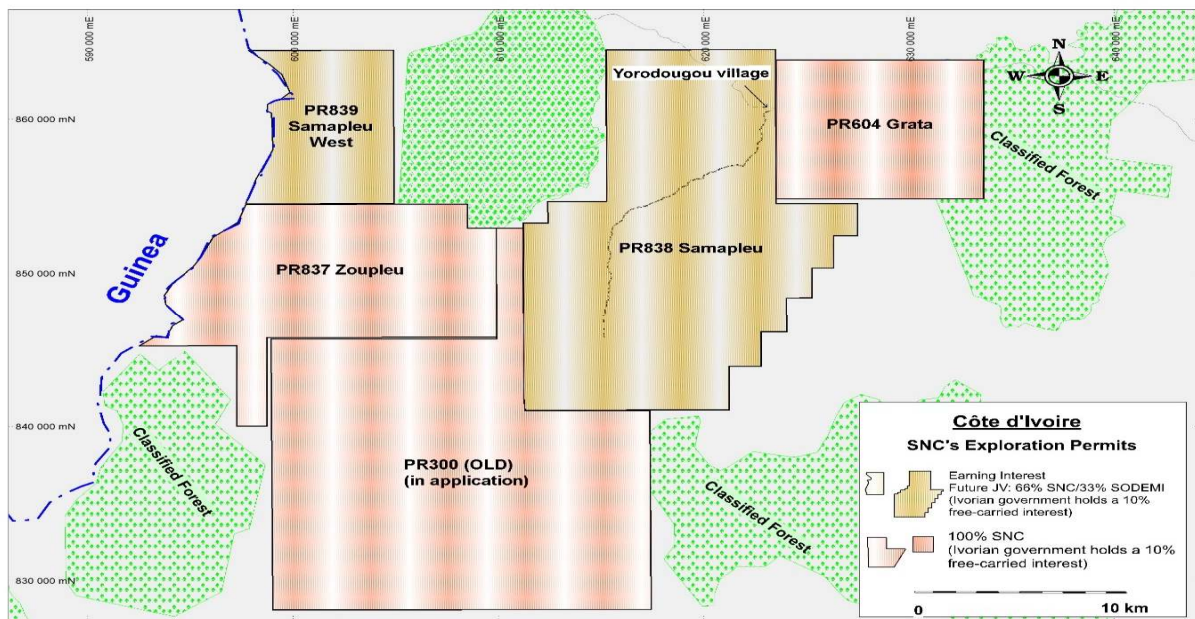 590 000 mE
600 000 mE
610 000 mE
620 000 mE
630 000 mE
640 000 mE
N
W
E
S
860 000 mN
850 000 mN
840 000 mN
830 000 mN
Yorodougou village
PR839
Samapleu
West
PR604 Grata
Classified Forest
PR838 Samapleu
PR837 Zoupleu
Guinea
PR300 (OLD)
(in application)
Classified Forest
Classified Forest
Côte d'Ivoire
SNC's Exploration Permits
Earning Interest
Future JV: 66% SNC/33% SODEMI
(Ivorian government holds a 10%
free-carried interest)
100% SNC
(Ivorian government holds a 10%
free-carried interest)
0
10 km